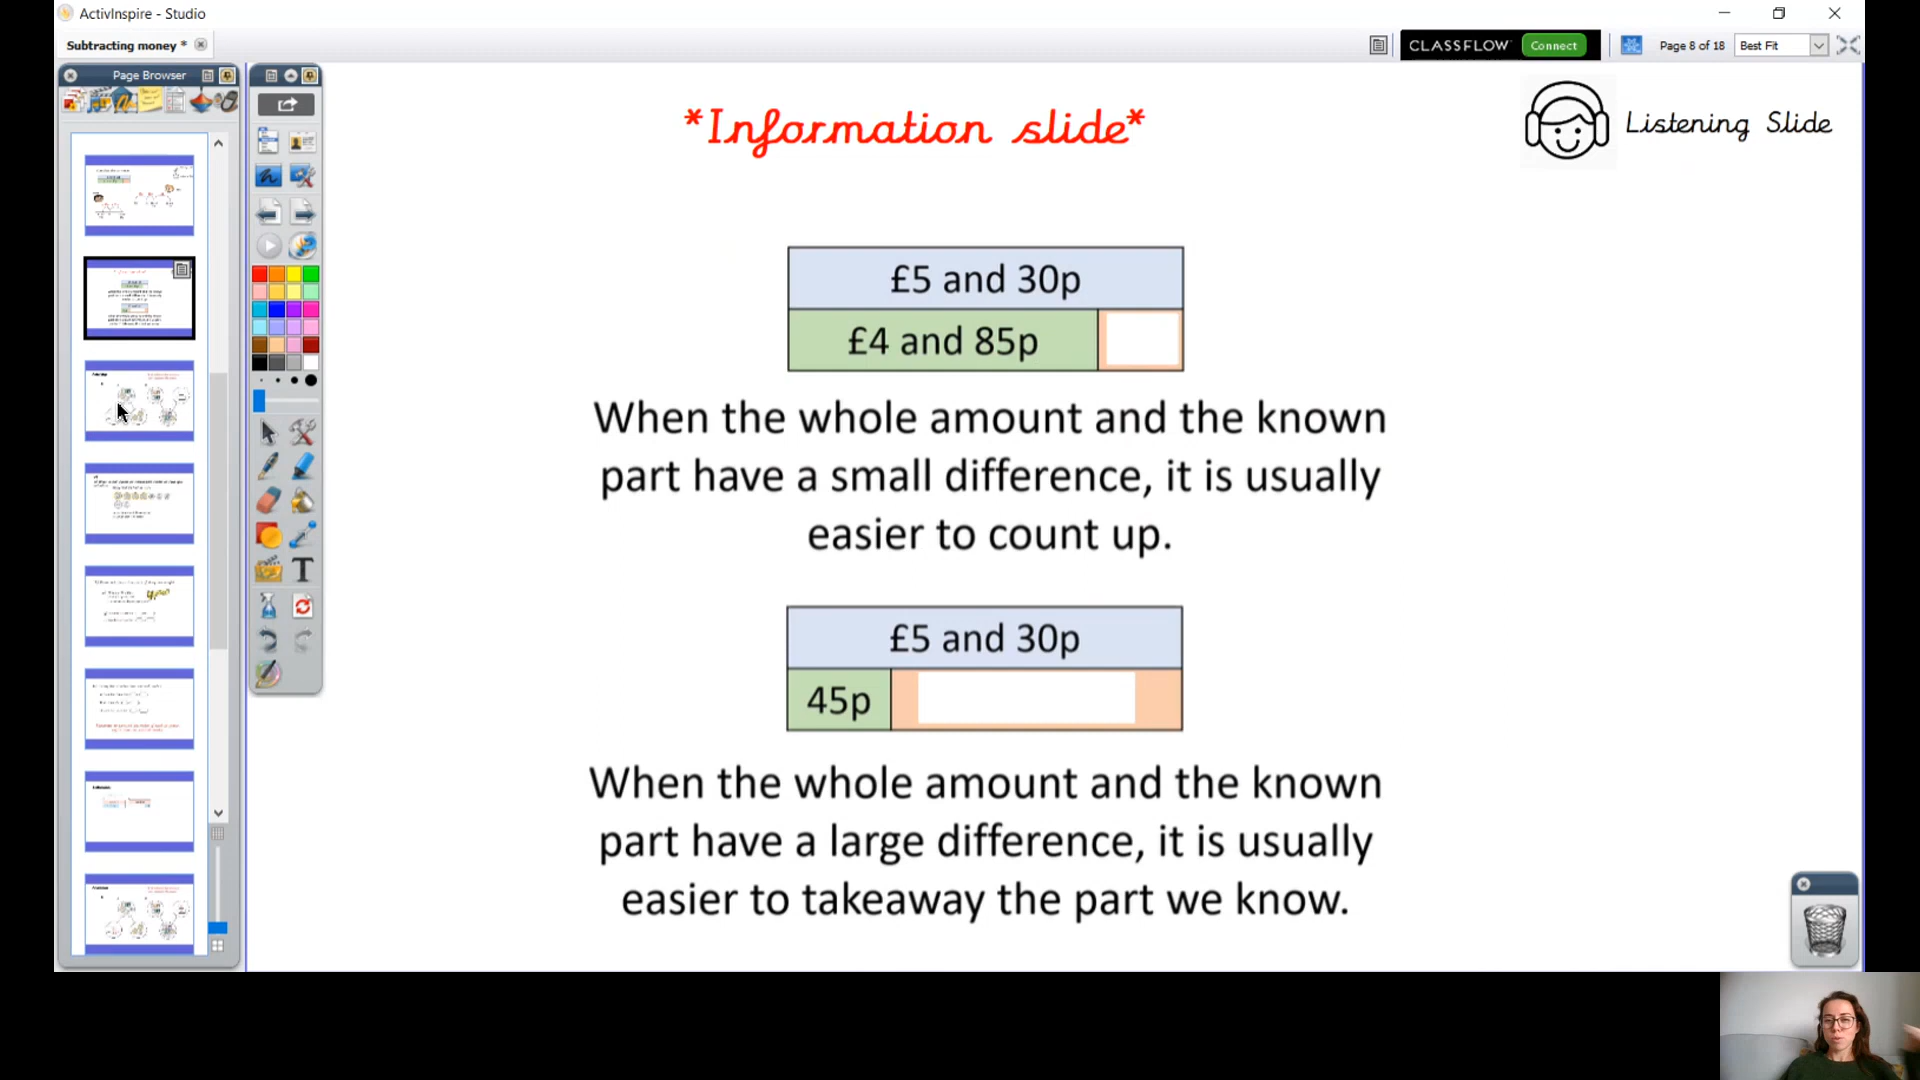 ActivInspire - Studio
Subtracting money *
CLASSFLOW Connect
Page 8 of 18
Best Fit
Page Browser
*Information slide*
Listening Slide
£5 and 30p
£4 and 85p
When the whole amount and the known
part have a small difference, it is usually
easier to count up.
£5 and 30p
45p
When the whole amount and the known
part have a large difference, it is usually
easier to takeaway the part we know.